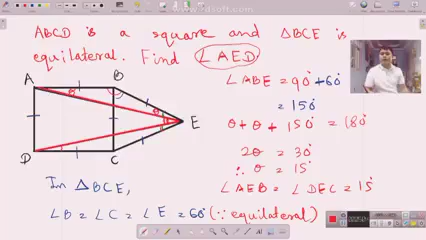 ABCD is a square and ΔBCE is
equilateral. Find ∠AED
A
B
θ
θ
E
D
C
∠ABE = 90° + 60°
= 150°
θ + θ + 150° = 180°
2θ = 30°
∴ θ = 15°
∠AEB = ∠DEC = 15°
In ΔBCE,
∠B = ∠C = ∠E = 60° (∵ equilateral)